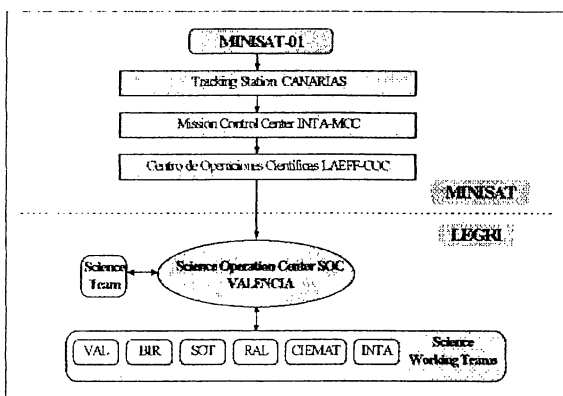 MINISAT-01
Tracking Station CANARIAS
Mission Control Center INTA-MCC
Centro de Operaciones Científicas LAEFF-COC
MINISAT
LEGRI
Science
Team
Science Operation Center SOC
VALENCIA
VAL BIR SOT RAL CIEMAT INTA
Science
Working Teams